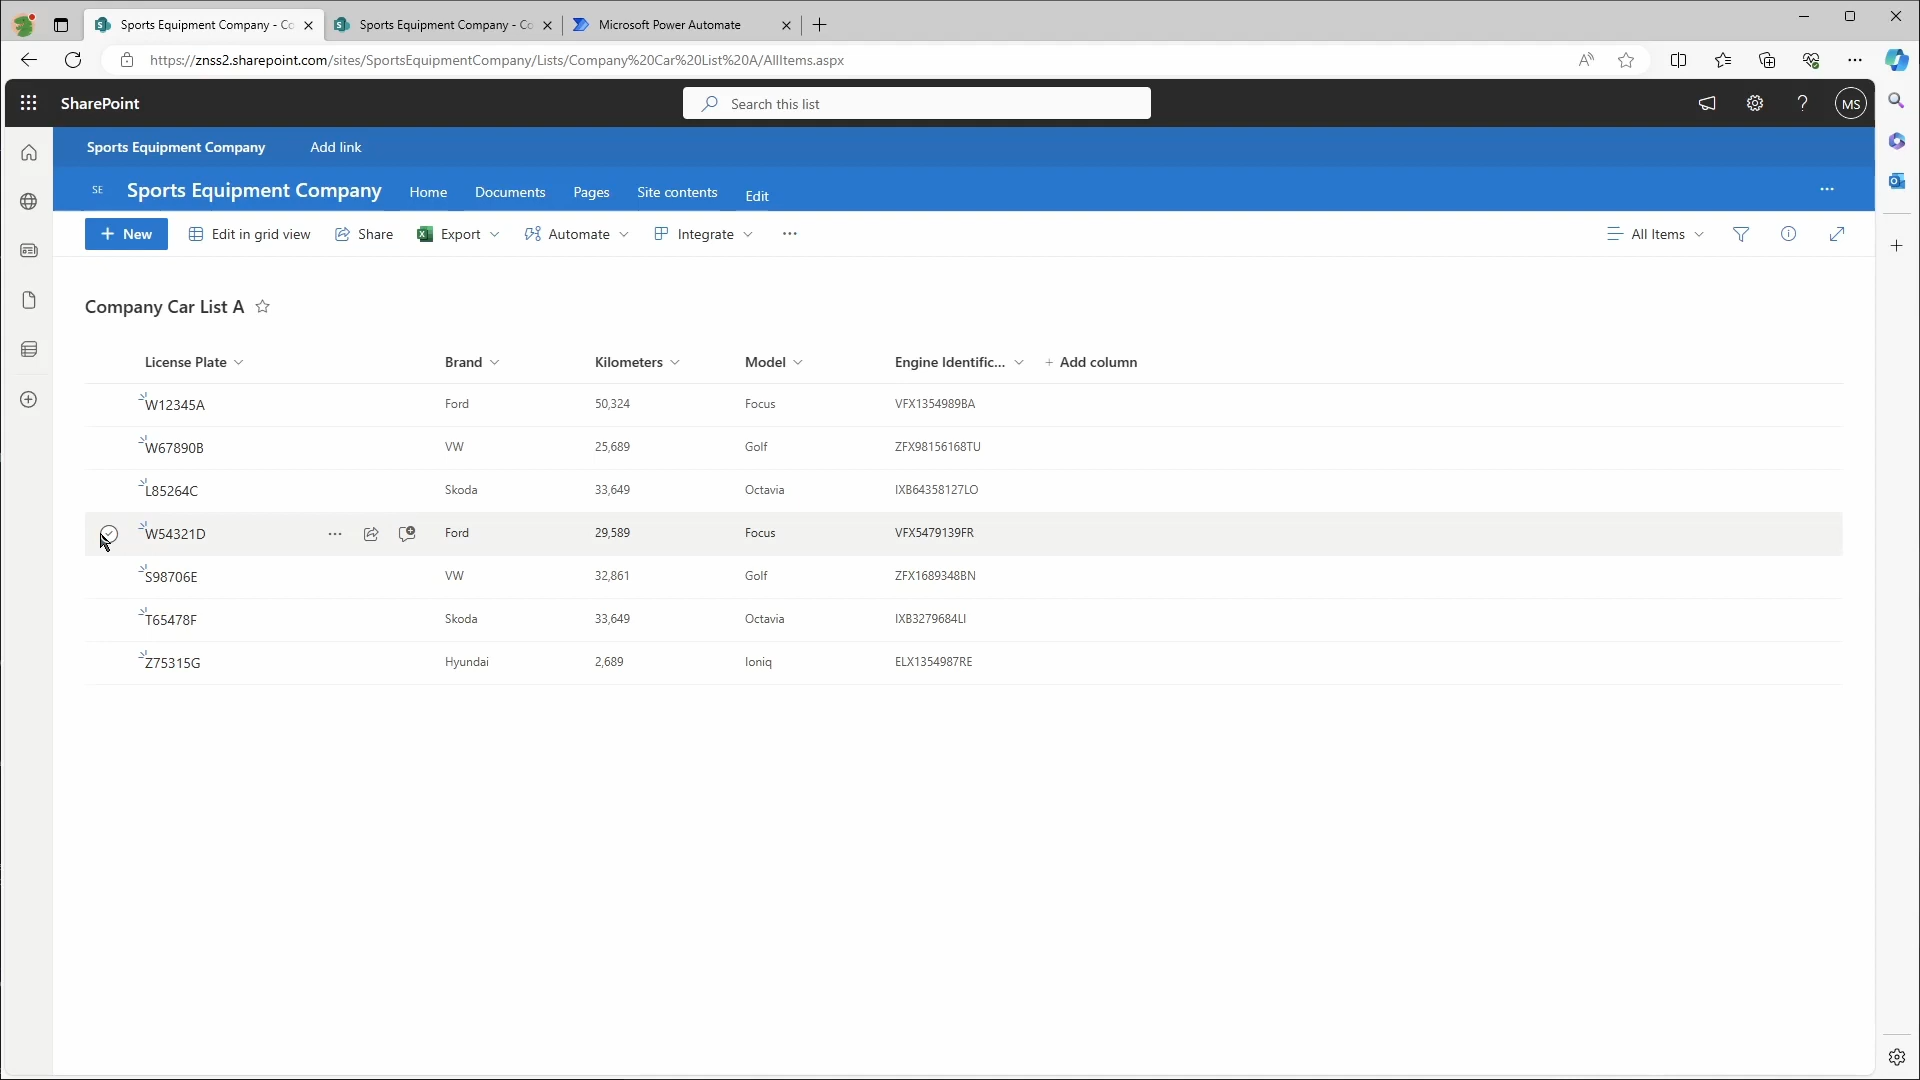 Sports Equipment Company - Co
Sports Equipment Company - Co
Microsoft Power Automate
https://znss2.sharepoint.com/sites/SportsEquipmentCompany/Lists/Company%20Car%20List%20A/AllItems.aspx
SharePoint
Search this list
MS
Sports Equipment Company
Add link
SE
Sports Equipment Company
Home
Documents
Pages
Site contents
Edit
New
Edit in grid view
Share
Export
Automate
Integrate
All Items
Company Car List A
License Plate Brand Kilometers Model Engine Identific... + Add column
W12345A Ford 50,324 Focus VFX1354989BA
W67890B VW 25,689 Golf ZFX98156168TU
L85264C Skoda 33,649 Octavia IXB64358127LO
W54321D Ford 29,589 Focus VFX5479139FR
S98706E VW 32,861 Golf ZFX1689348BN
T65478F Skoda 33,649 Octavia IXB3279684LI
Z75315G Hyundai 2,689 Ioniq ELX1354987RE